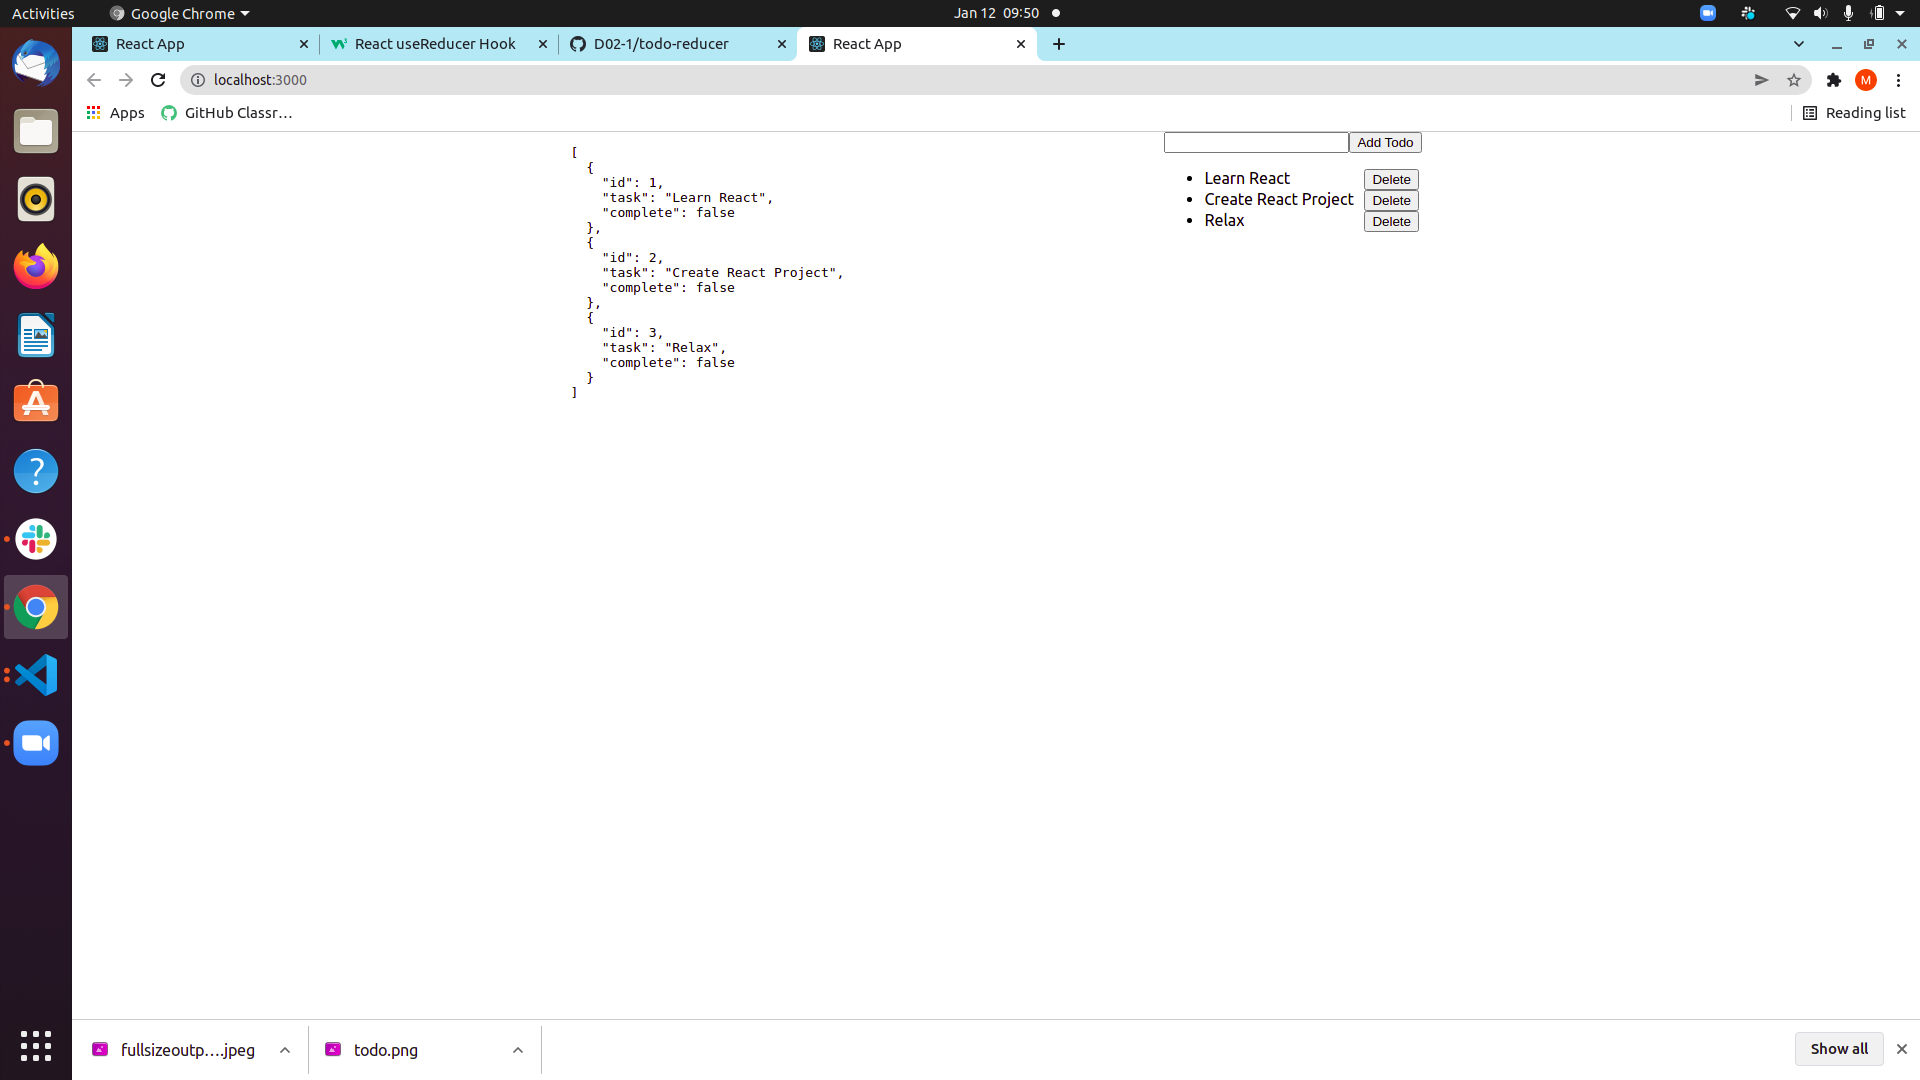 Activities
Google Chrome
Jan 12 09:50
React App
React useReducer Hook
D02-1/todo-reducer
React App
localhost:3000
M
Apps
GitHub Classr...
Reading list
[
  {
    "id": 1,
    "task": "Learn React",
    "complete": false
  },
  {
    "id": 2,
    "task": "Create React Project",
    "complete": false
  },
  {
    "id": 3,
    "task": "Relax",
    "complete": false
  }
]
Add Todo
• Learn React Delete
• Create React Project Delete
• Relax Delete
fullsizeoutp....jpeg
todo.png
Show all